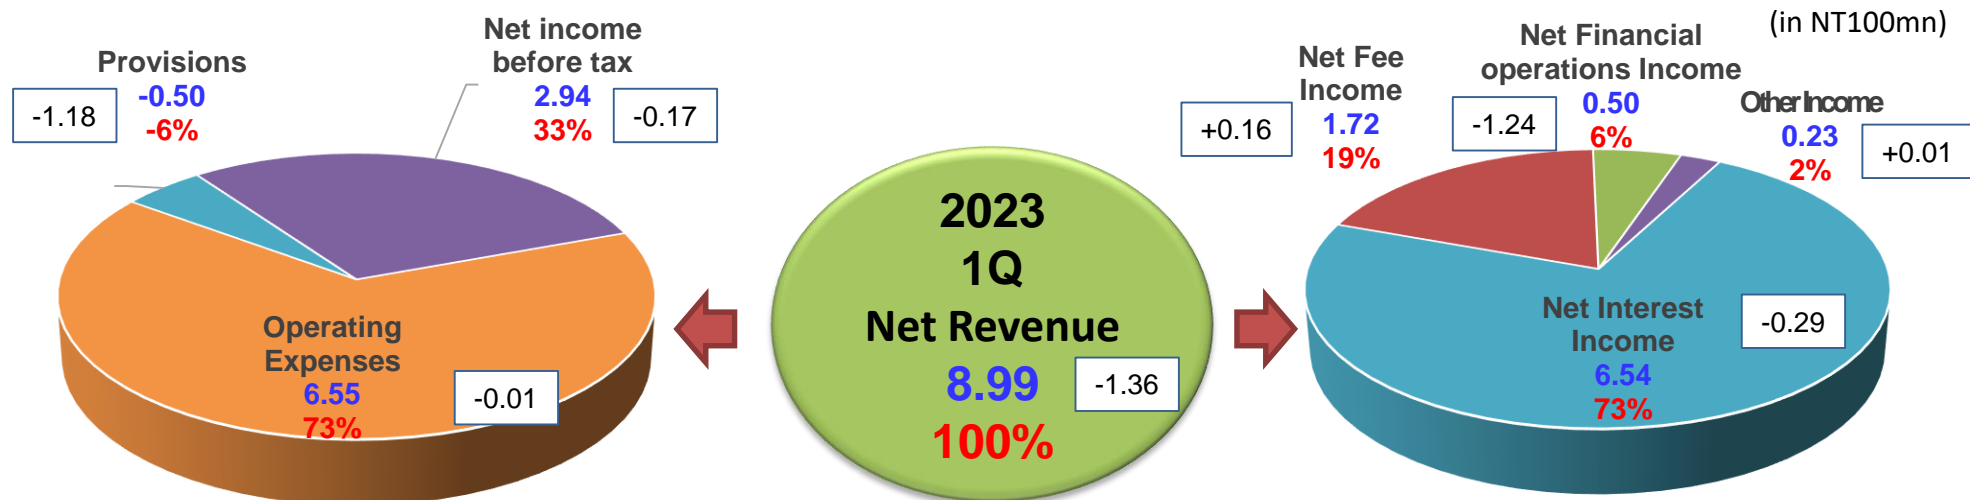 (in NT100mn)
Provisions
-0.50
-6%
-1.18
Net income
before tax
2.94
33%
-0.17
Operating
Expenses
6.55
73%
-0.01
2023
1Q
Net Revenue
8.99
-1.36
100%
Net Fee
Income
1.72
19%
+0.16
Net Financial
operations Income
0.50
6%
-1.24
Other Income
0.23
2%
+0.01
Net Interest
Income
6.54
73%
-0.29